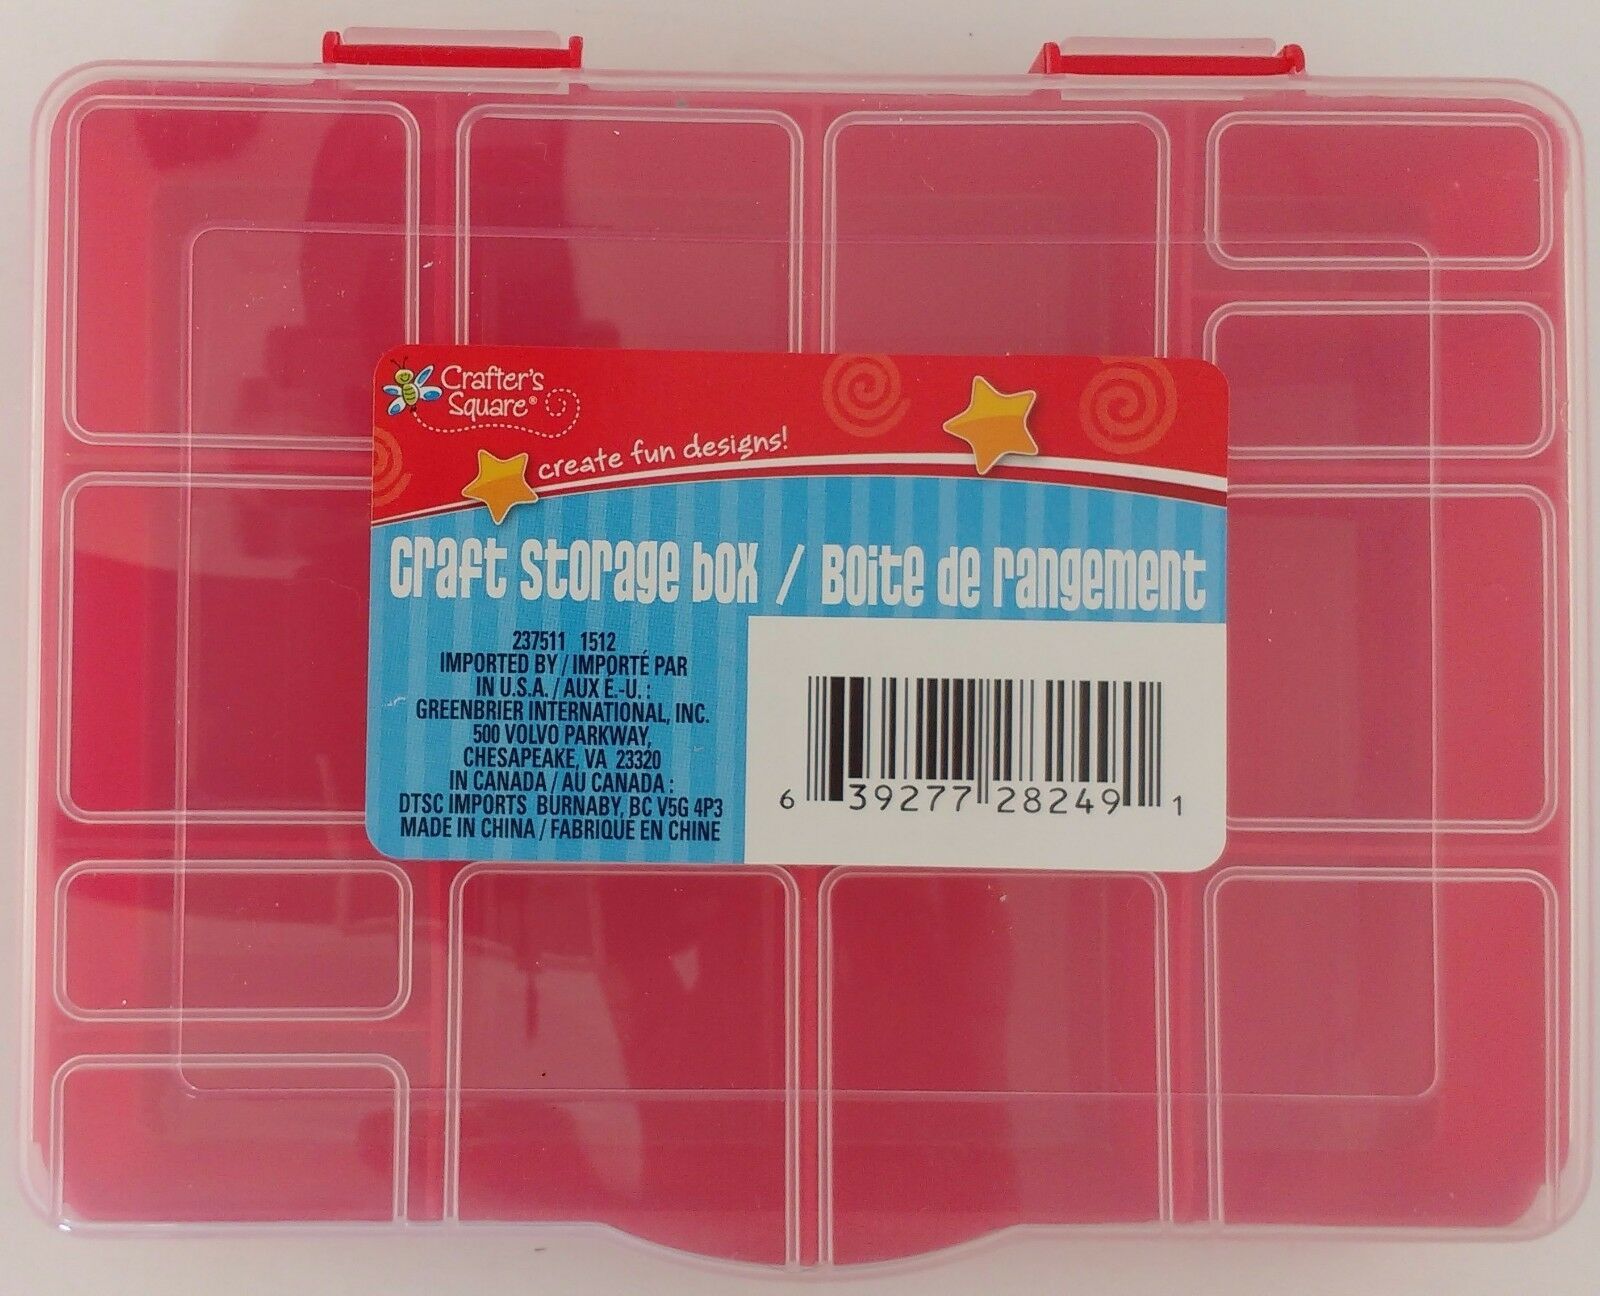 Crafter's
Square®
create fun designs!
Craft Storage Box / Boite de rangement
237511 1512
IMPORTED BY / IMPORTÉ PAR
IN U.S.A. / AUX É.-U. :
GREENBRIER INTERNATIONAL, INC.
500 VOLVO PARKWAY,
CHESAPEAKE, VA 23320
IN CANADA / AU CANADA :
DTSC IMPORTS BURNABY, BC V5G 4P3
MADE IN CHINA / FABRIQUE EN CHINE
6 39277 28249 1